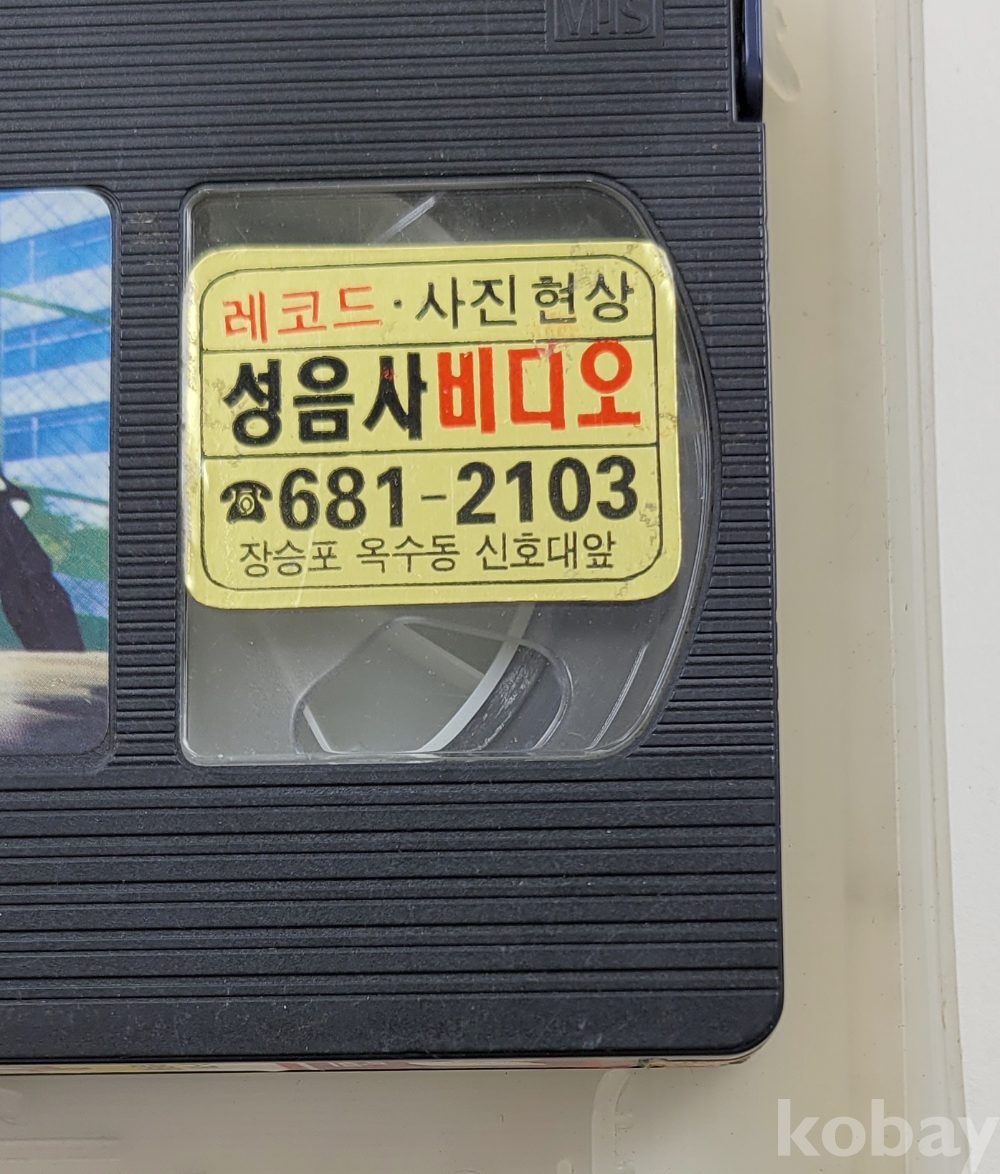 VHS
레코드·사진현상
성음사비디오
☎681-2103
장승포 옥수동 신호대앞
kobay